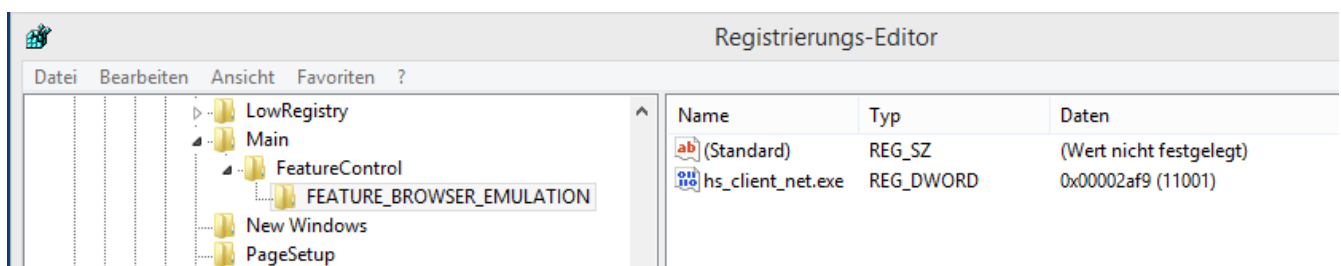 Registrierungs-Editor
Datei Bearbeiten Ansicht Favoriten ?
LowRegistry
Main
FeatureControl
FEATURE_BROWSER_EMULATION
New Windows
PageSetup
Name Typ Daten
ab (Standard) REG_SZ (Wert nicht festgelegt)
hs_client_net.exe REG_DWORD 0x00002af9 (11001)